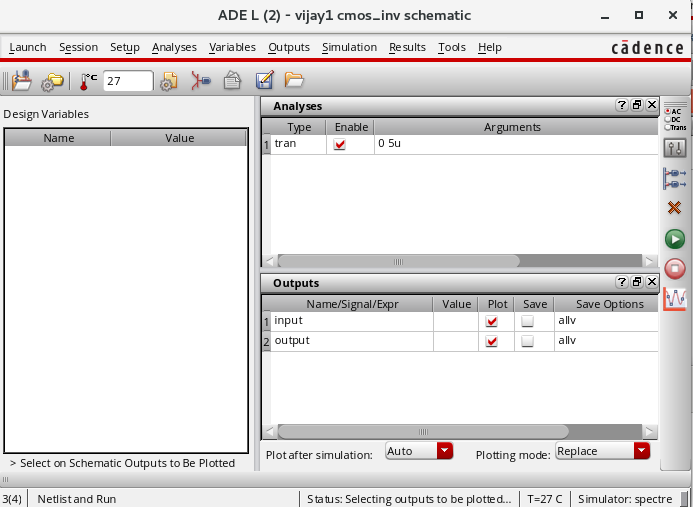 ADE L (2) - vijay1 cmos_inv schematic
Launch Session Setup Analyses Variables Outputs Simulation Results Tools Help cādence
°C 27
Design Variables
Name Value
Analyses
Type Enable Arguments
1 tran 0 5u
AC
DC
Trans
Outputs
Name/Signal/Expr Value Plot Save Save Options
1 input allv
2 output allv
Plot after simulation: Auto Plotting mode: Replace
> Select on Schematic Outputs to Be Plotted
3(4) Netlist and Run Status: Selecting outputs to be plotted... T=27 C Simulator: spectre